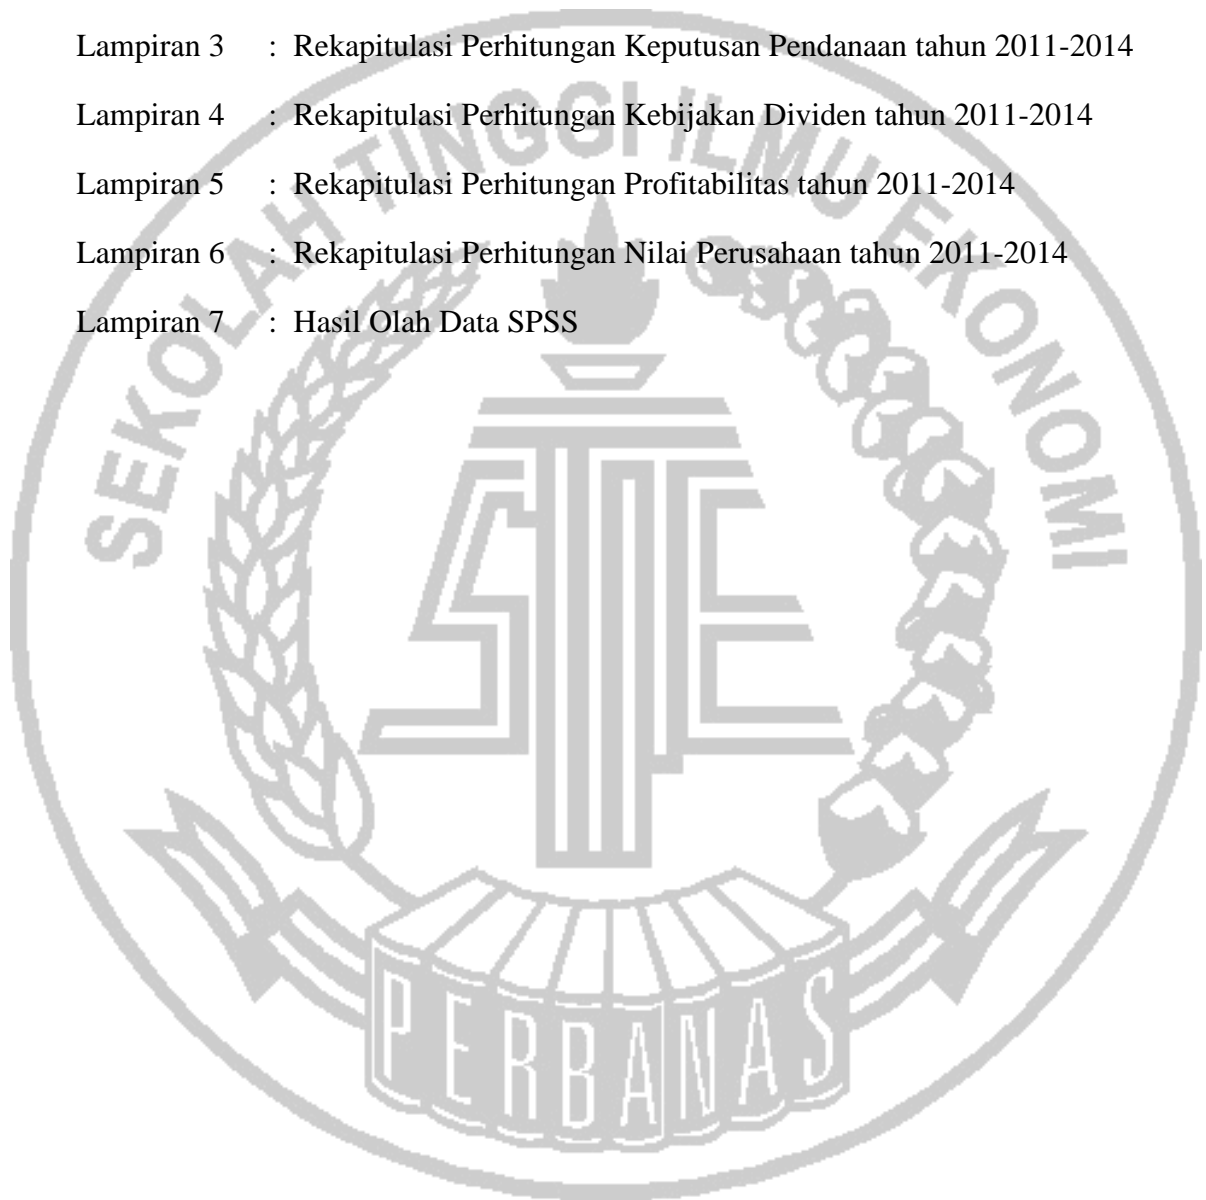 Lampiran 3 : Rekapitulasi Perhitungan Keputusan Pendanaan tahun 2011-2014
Lampiran 4 : Rekapitulasi Perhitungan Kebijakan Dividen tahun 2011-2014
Lampiran 5 : Rekapitulasi Perhitungan Profitabilitas tahun 2011-2014
Lampiran 6 : Rekapitulasi Perhitungan Nilai Perusahaan tahun 2011-2014
Lampiran 7 : Hasil Olah Data SPSS
SEKOLAH TINGGI ILMU EKONOMI
STIE
PERBANAS